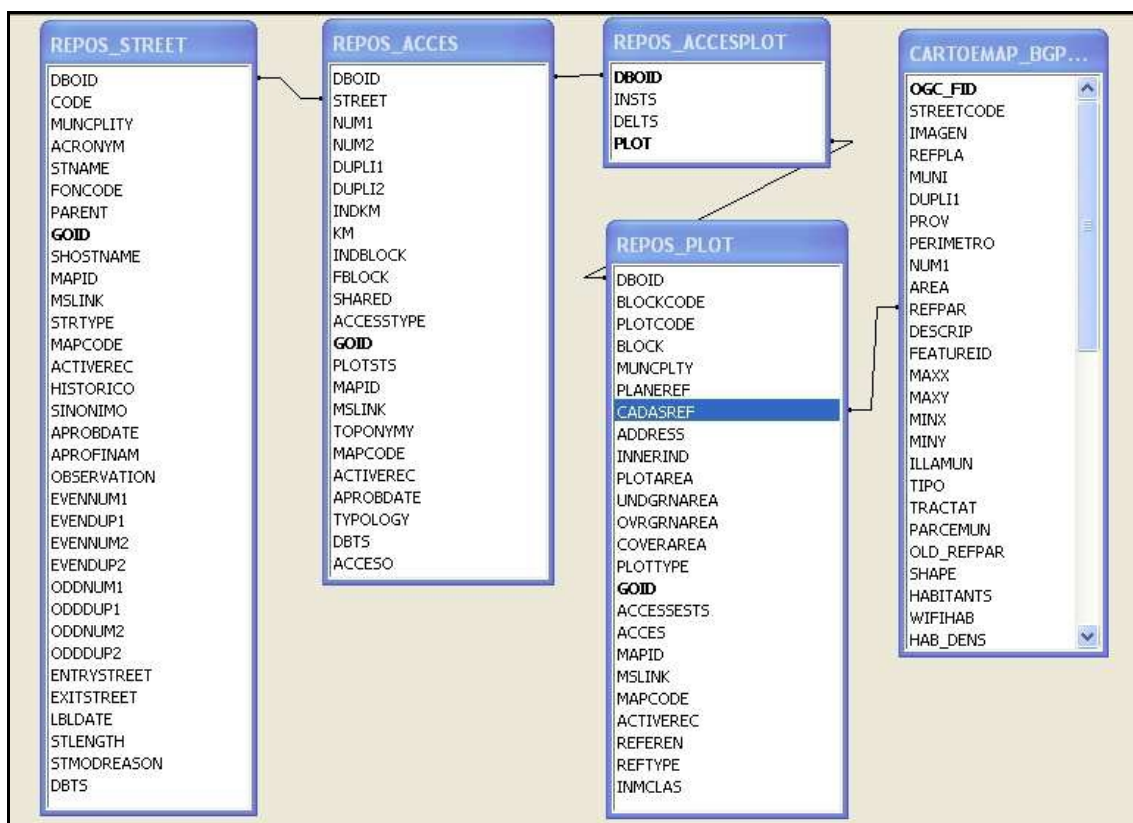 REPOS_STREET
DBOID
CODE
MUNCPLITY
ACRONYM
STNAME
FONCODE
PARENT
GOID
SHOSTNAME
MAPID
MSLINK
STRTYPE
MAPCODE
ACTIVEREC
HISTORICO
SINONIMO
APROBDATE
APROFINAM
OBSERVATION
EVENNUM1
EVENDUP1
EVENNUM2
EVENDUP2
ODDNUM1
ODDDUP1
ODDNUM2
ODDDUP2
ENTRYSTREET
EXITSTREET
LBLDATE
STLENGTH
STMODREASON
DBTS
REPOS_ACCES
DBOID
STREET
NUM1
NUM2
DUPLI1
DUPLI2
INDKM
KM
INDBLOCK
FBLOCK
SHARED
ACCESSTYPE
GOID
PLOTSTS
MAPID
MSLINK
TOPONYMY
MAPCODE
ACTIVEREC
APROBDATE
TYPOLOGY
DBTS
ACCESO
REPOS_ACCESPLOT
DBOID
INSTS
DELTS
PLOT
REPOS_PLOT
DBOID
BLOCKCODE
PLOTCODE
BLOCK
MUNCPLTY
PLANEREF
CADASREF
ADDRESS
INNERIND
PLOTAREA
UNDGRNAREA
OVRGRNAREA
COVERAREA
PLOTTYPE
GOID
ACCESSESTS
ACCES
MAPID
MSLINK
MAPCODE
ACTIVEREC
REFEREN
REFTYPE
INMCLAS
CARTOEMAP_BGP...
OGC_FID
STREETCODE
IMAGEN
REFPLA
MUNI
DUPLI1
PROV
PERIMETRO
NUM1
AREA
REFPAR
DESCRIP
FEATUREID
MAXX
MAXY
MINX
MINY
ILLAMUN
TIPO
TRACTAT
PARCEMUN
OLD_REFPAR
SHAPE
HABITANTS
WIFIHAB
HAB_DENS